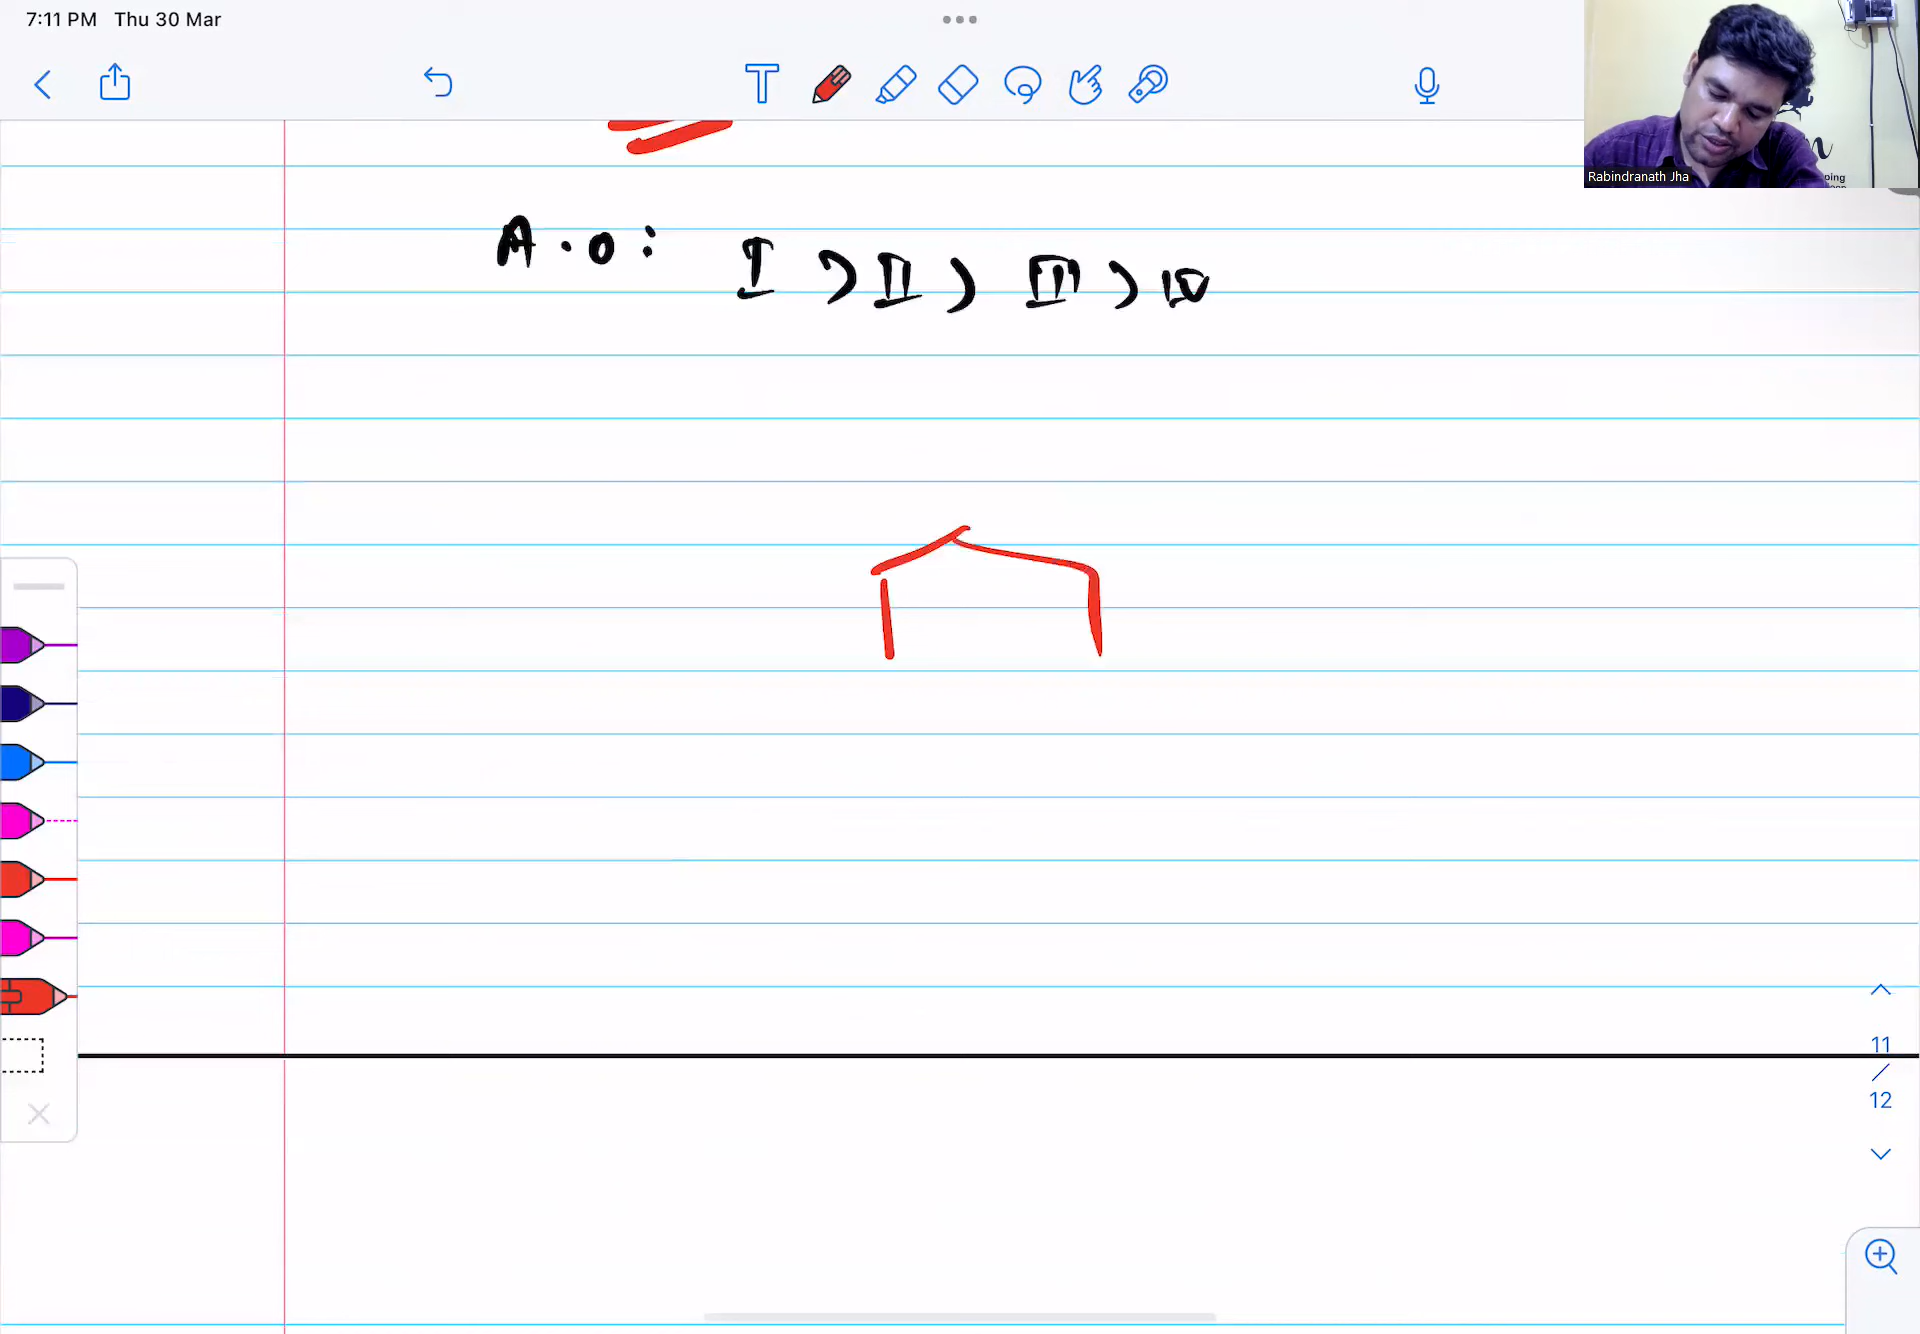 7:11 PM Thu 30 Mar
Rabindranath Jha
A.O: I > II > III > IV
11
/
12